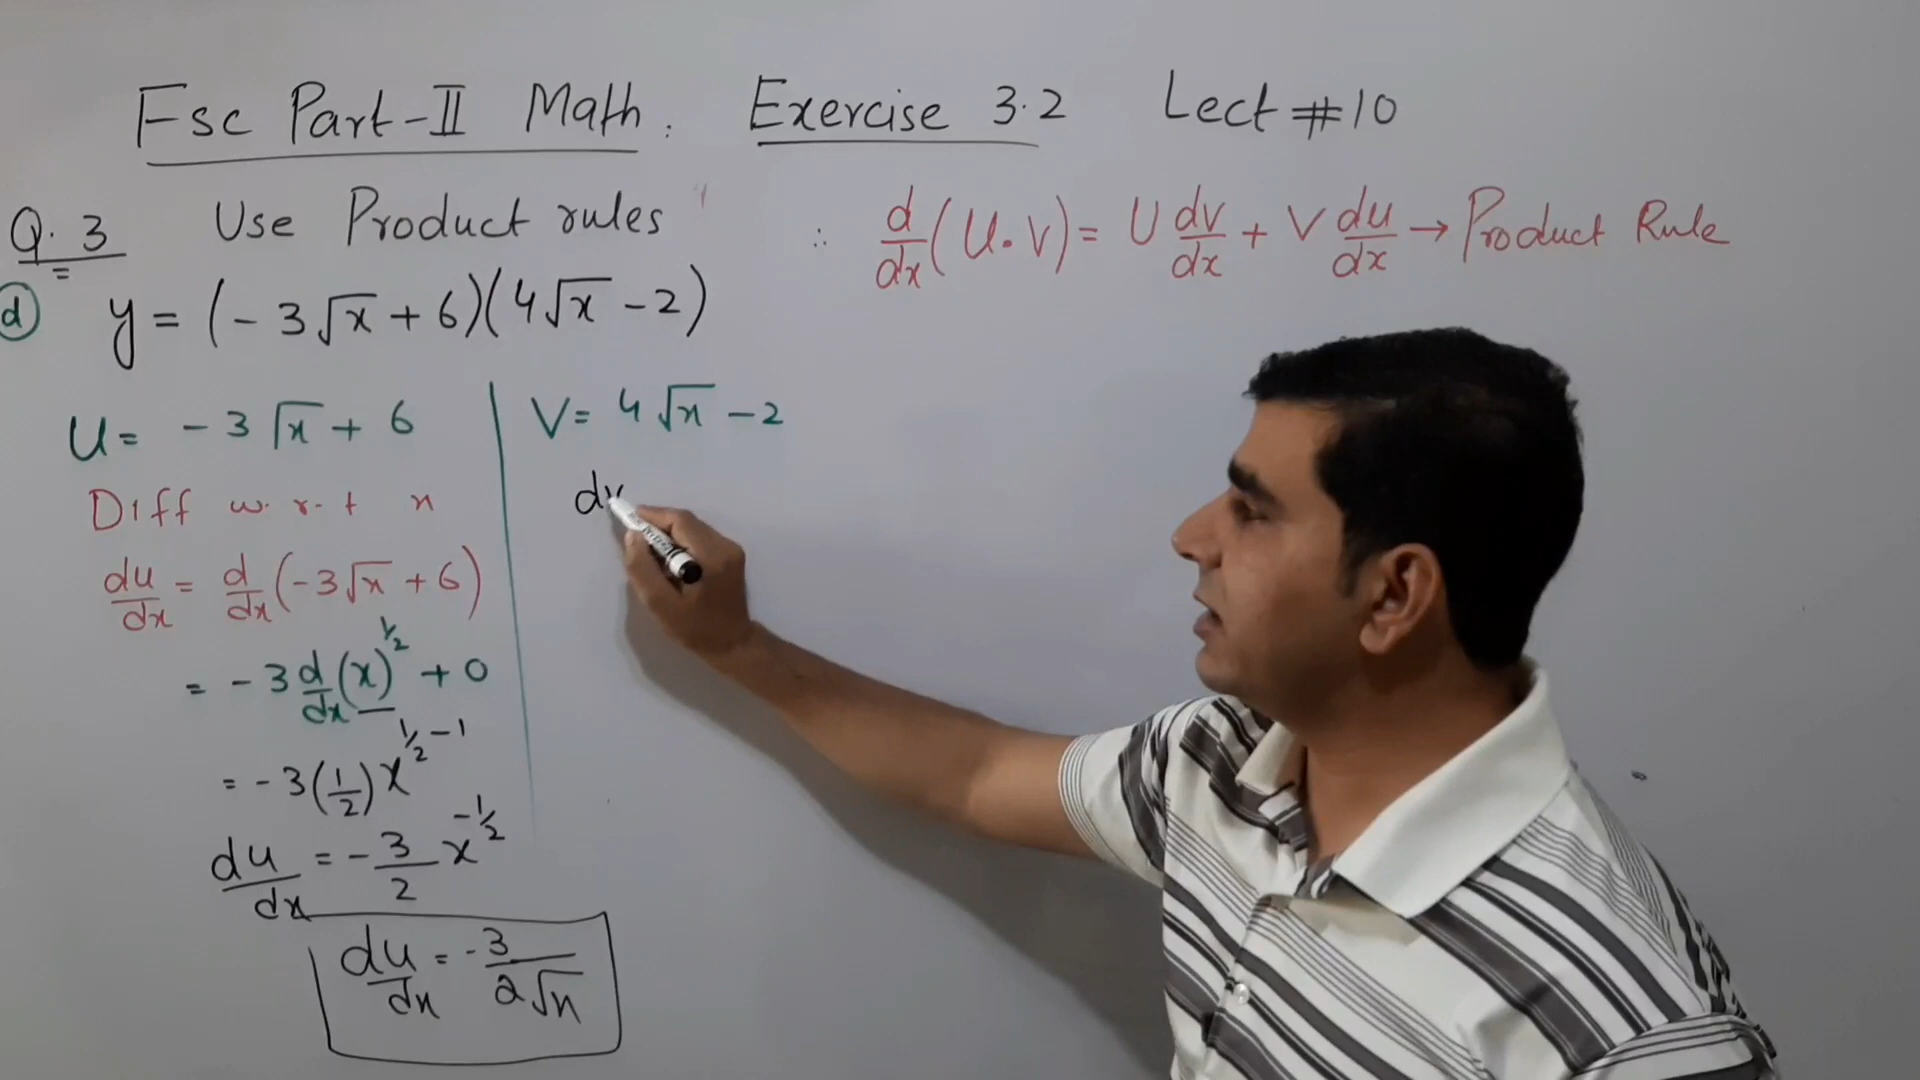 Fsc Part-II Math. Exercise 3.2 Lect #10
Q.3 Use Product rules
∴ d/dx (U.V) = U dv/dx + V du/dx → Product Rule
(d) y = (-3√x + 6)(4√x - 2)
U = -3√x + 6
Diff w.r.t x
du/dx = d/dx (-3√x + 6)
= -3 d/dx (x)^1/2 + 0
= -3(1/2) x^1/2-1
du/dx = -3/2 x^-1/2
du/dx = -3/2√x
V = 4√x - 2
dv